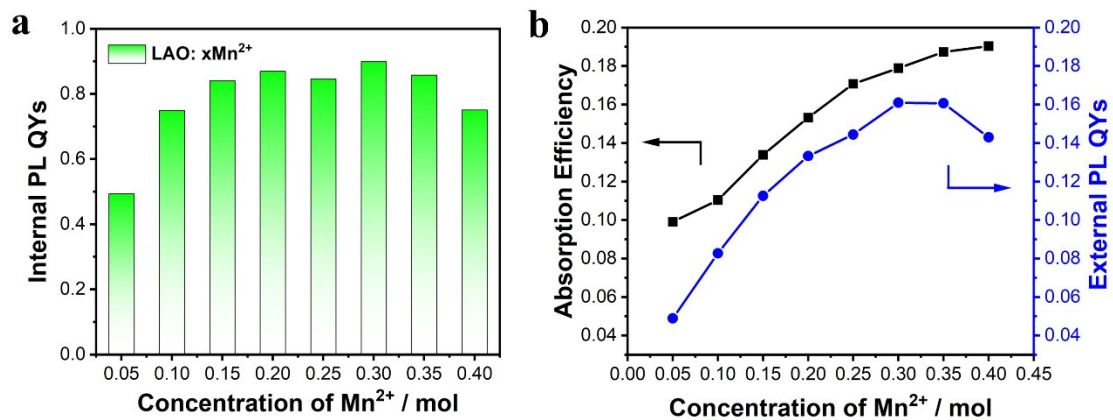 a
Internal PL QYs
1.0
0.8
0.6
0.4
0.2
0.0
LAO: xMn²⁺
0.05 0.10 0.15 0.20 0.25 0.30 0.35 0.40
Concentration of Mn²⁺ / mol
b
Absorption Efficiency
0.20
0.18
0.16
0.14
0.12
0.10
0.08
0.06
0.04
0.00 0.05 0.10 0.15 0.20 0.25 0.30 0.35 0.40 0.45
Concentration of Mn²⁺ / mol
0.20
0.18
0.16
0.14
0.12
0.10
0.08
0.06
0.04
External PL QYs